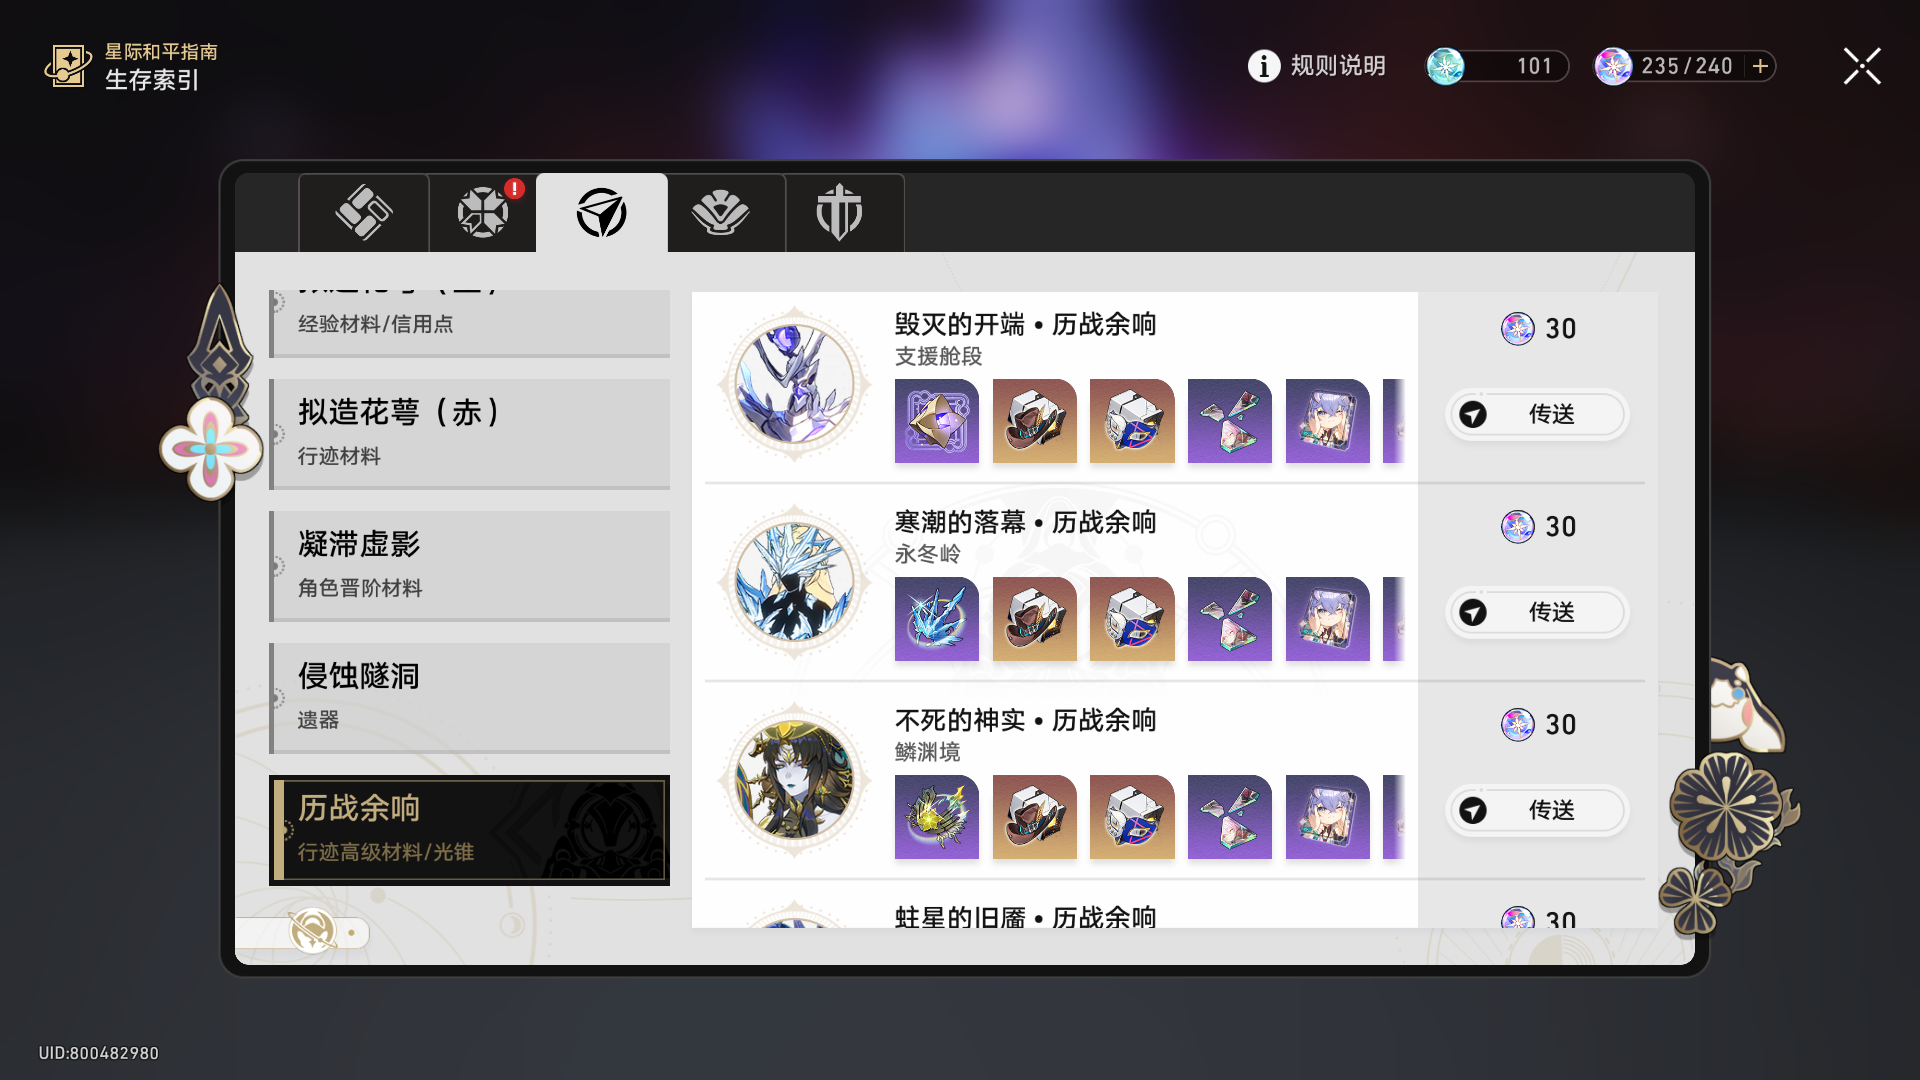 星际和平指南
生存索引
规则说明
101
235/240
经验材料/信用点
拟造花萼（赤）
行迹材料
凝滞虚影
角色晋阶材料
侵蚀隧洞
遗器
历战余响
行迹高级材料/光锥
毁灭的开端•历战余响
支援舱段
30
传送
寒潮的落幕•历战余响
永冬岭
30
传送
不死的神实•历战余响
鳞渊境
30
传送
蛀星的旧靥•历战余响
30
UID:800482980